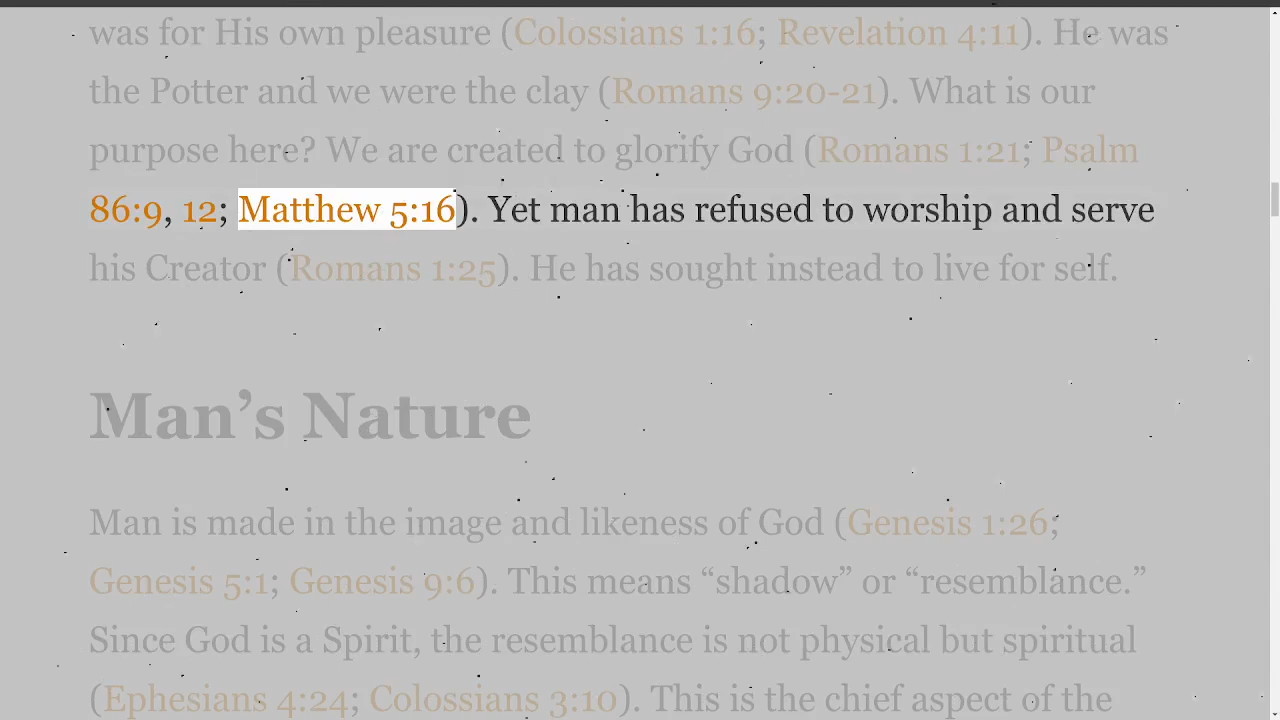 was for His own pleasure (Colossians 1:16; Revelation 4:11). He was
the Potter and we were the clay (Romans 9:20-21). What is our
purpose here? We are created to glorify God (Romans 1:21; Psalm
86:9, 12; Matthew 5:16). Yet man has refused to worship and serve
his Creator (Romans 1:25). He has sought instead to live for self.
Man’s Nature
Man is made in the image and likeness of God (Genesis 1:26;
Genesis 5:1; Genesis 9:6). This means “shadow” or “resemblance.”
Since God is a Spirit, the resemblance is not physical but spiritual
(Ephesians 4:24; Colossians 3:10). This is the chief aspect of the